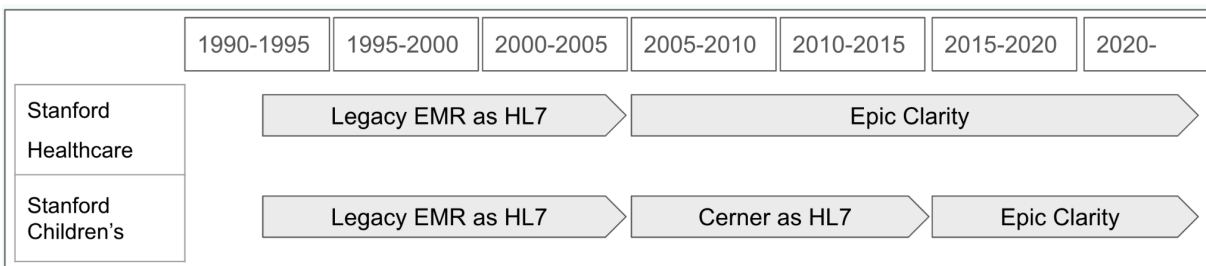 1990-1995 1995-2000 2000-2005 2005-2010 2010-2015 2015-2020 2020-
Stanford
Healthcare
Legacy EMR as HL7 Epic Clarity
Stanford
Children's
Legacy EMR as HL7 Cerner as HL7 Epic Clarity